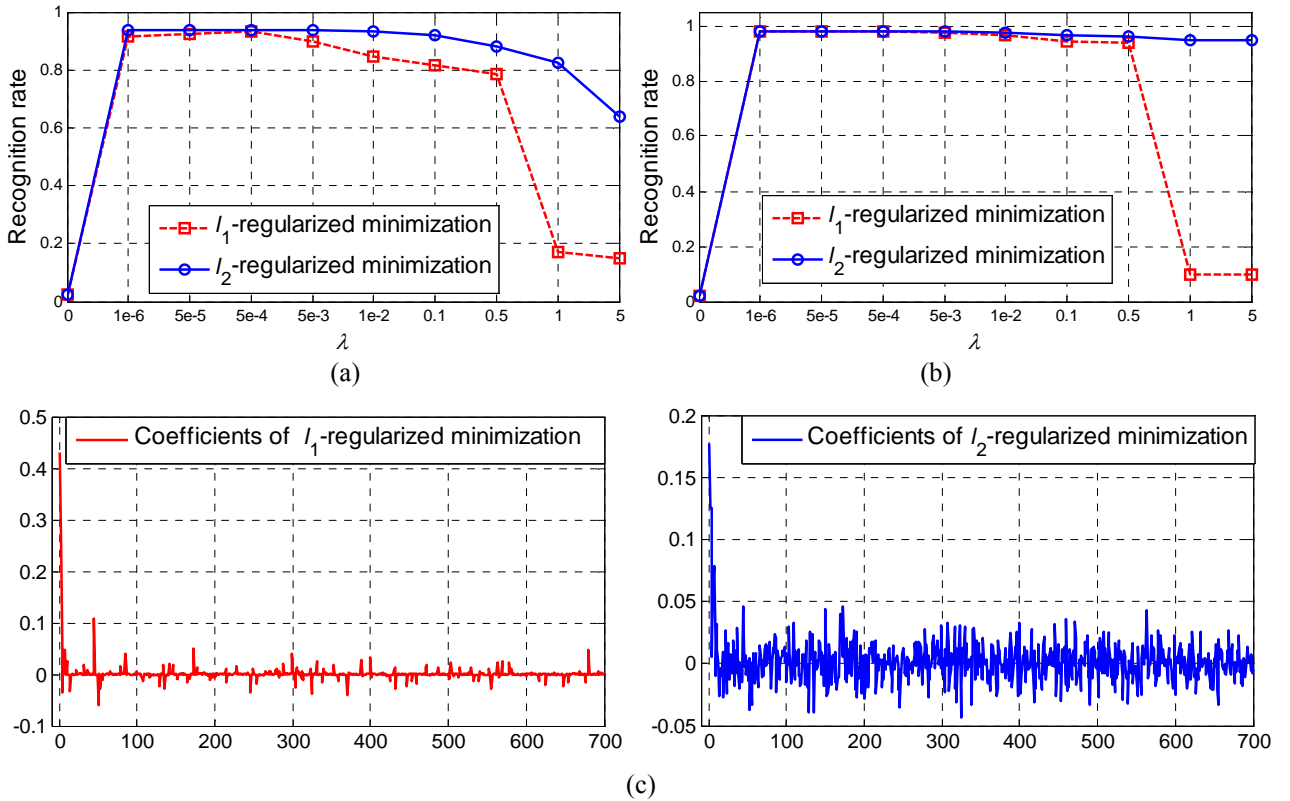 Recognition rate
1
0.8
0.6
0.4
0.2
0
l1-regularized minimization
l2-regularized minimization
0 1e-6 5e-5 5e-4 5e-3 1e-2 0.1 0.5 1 5
λ
(a)
Recognition rate
1
0.8
0.6
0.4
0.2
0
l1-regularized minimization
l2-regularized minimization
0 1e-6 5e-5 5e-4 5e-3 1e-2 0.1 0.5 1 5
λ
(b)
0.5
0.4
0.3
0.2
0.1
0
-0.1
Coefficients of l1-regularized minimization
0 100 200 300 400 500 600 700
0.2
0.15
0.1
0.05
0
-0.05
Coefficients of l2-regularized minimization
0 100 200 300 400 500 600 700
(c)